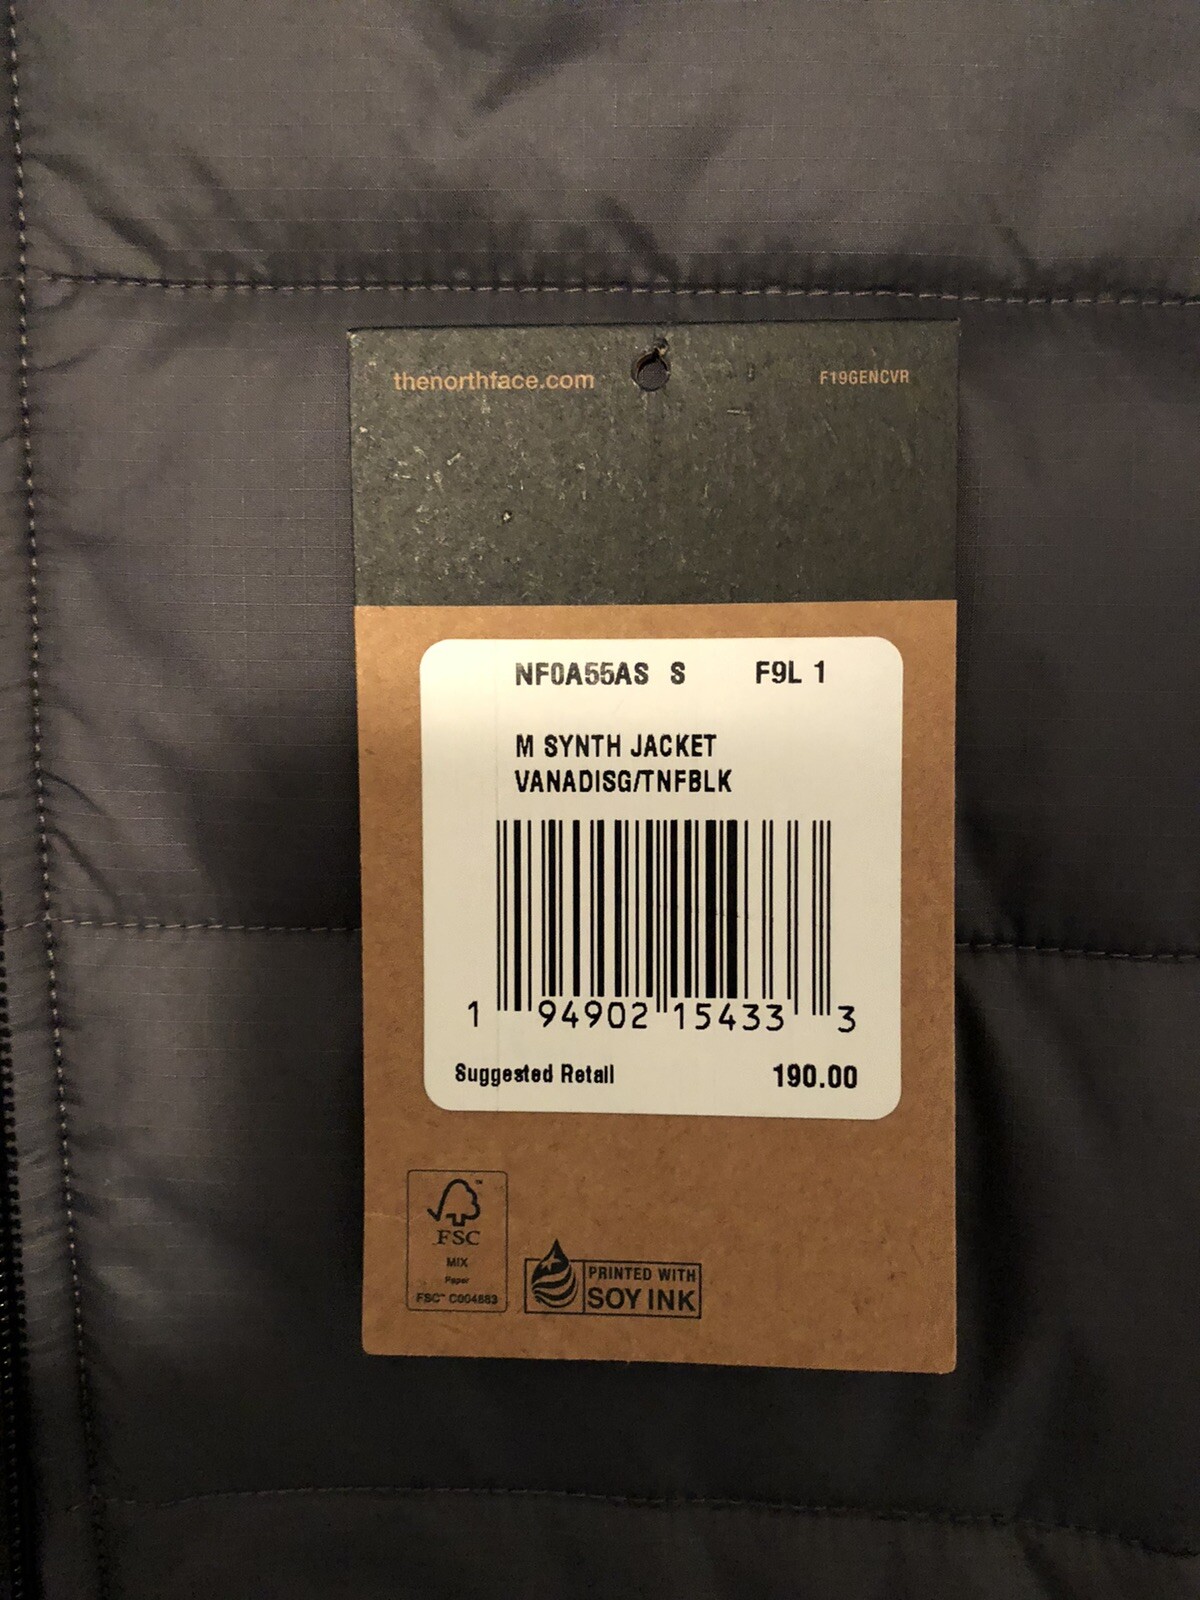 thenorthface.com F19GENCVR
NF0A55AS S F9L 1
M SYNTH JACKET
VANADISG/TNFBLK
1 94902 15433 3
Suggested Retail 190.00
FSC
MIX
Paper
FSC™ C004883
PRINTED WITH
SOY INK